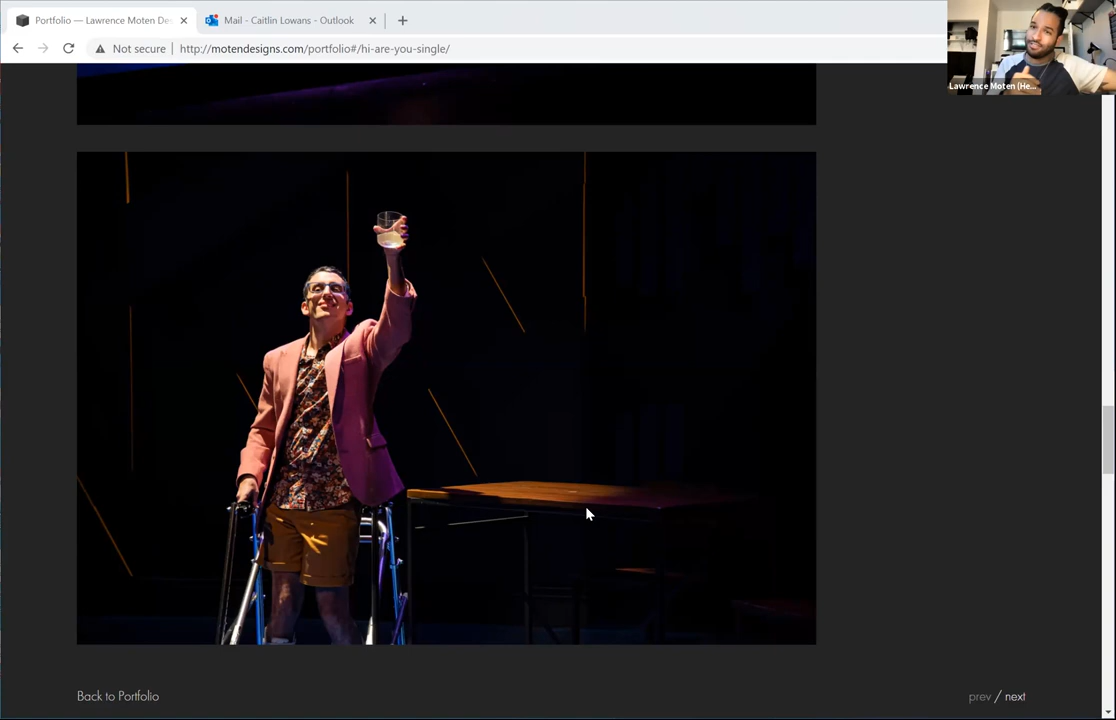 Portfolio — Lawrence Moten Des
Mail - Caitlin Lowans - Outlook
Not secure
http://motendesigns.com/portfolio#/hi-are-you-single/
Lawrence Moten (He...
Back to Portfolio
prev / next